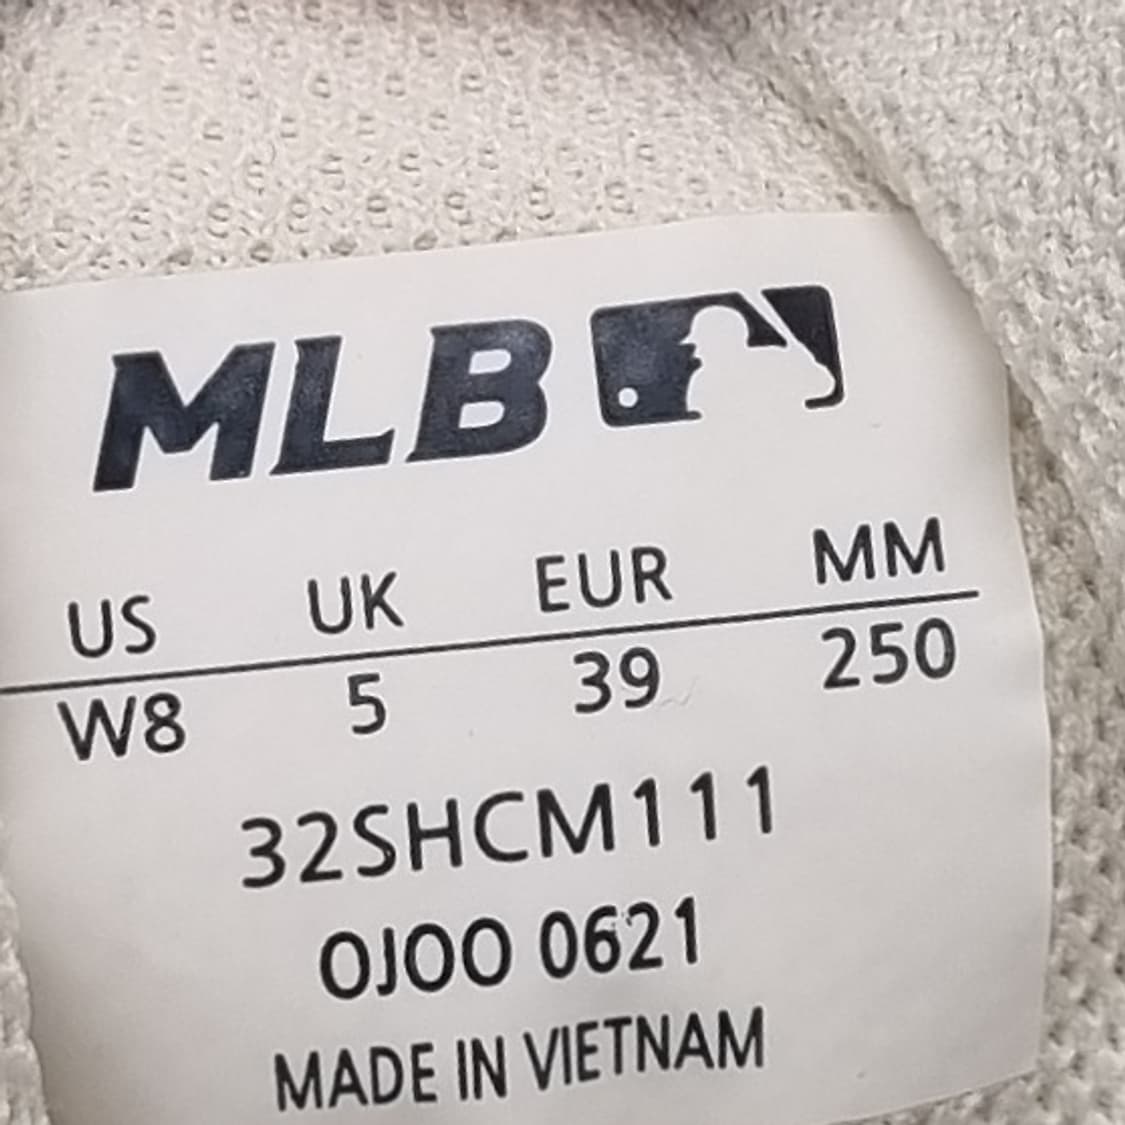 MLB
US UK EUR MM
W8 5 39 250
32SHCM111
OJOO 0621
MADE IN VIETNAM